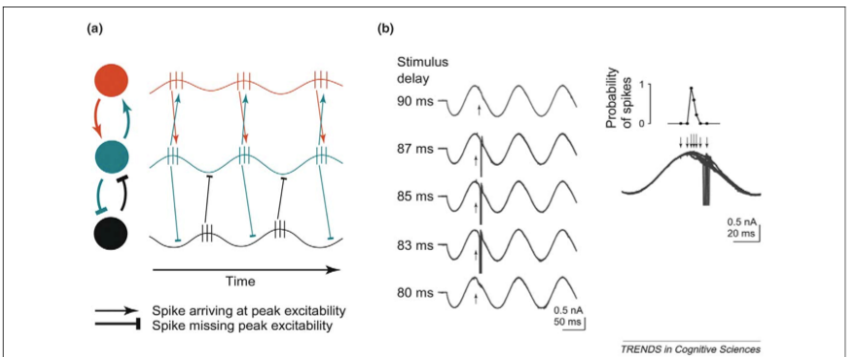 (a)
Time
Spike arriving at peak excitability
Spike missing peak excitability
(b)
Stimulus
delay
90 ms
87 ms
85 ms
83 ms
80 ms
0.5 nA
50 ms
Probability
of spikes
1
0
0.5 nA
20 ms
TRENDS in Cognitive Sciences